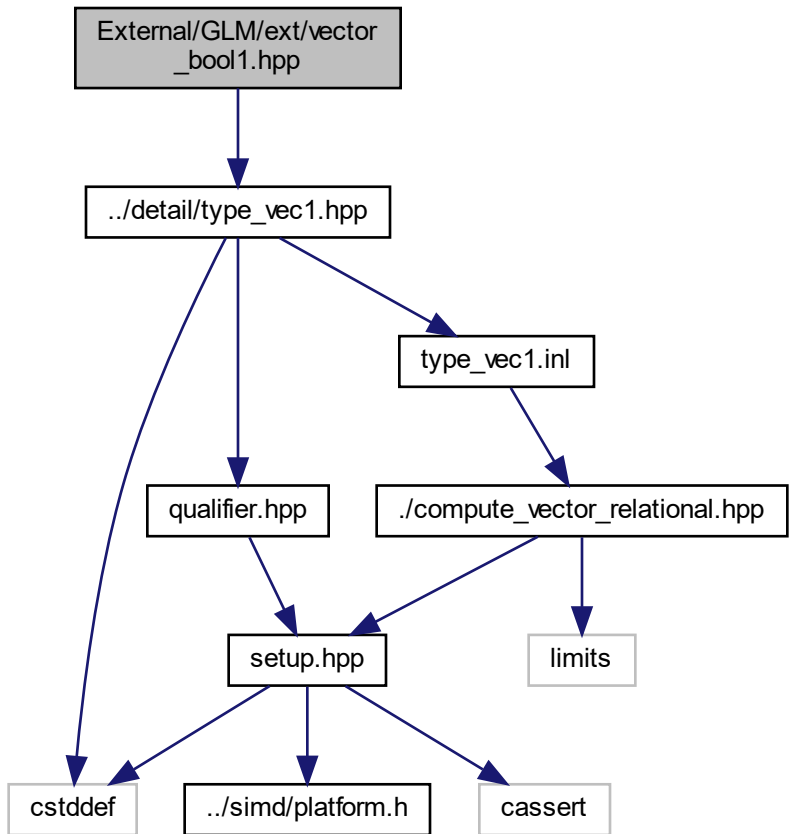 External/GLM/ext/vector
_bool1.hpp
../detail/type_vec1.hpp
type_vec1.inl
qualifier.hpp
./compute_vector_relational.hpp
setup.hpp
limits
cstddef
../simd/platform.h
cassert